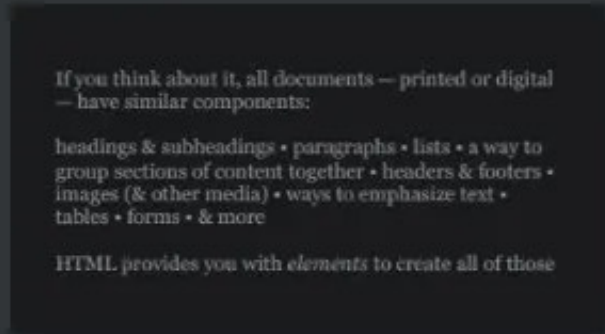 If you think about it, all documents — printed or digital
— have similar components:
headings & subheadings • paragraphs • lists • a way to
group sections of content together • headers & footers •
images (& other media) • ways to emphasize text •
tables • forms • & more
HTML provides you with elements to create all of those